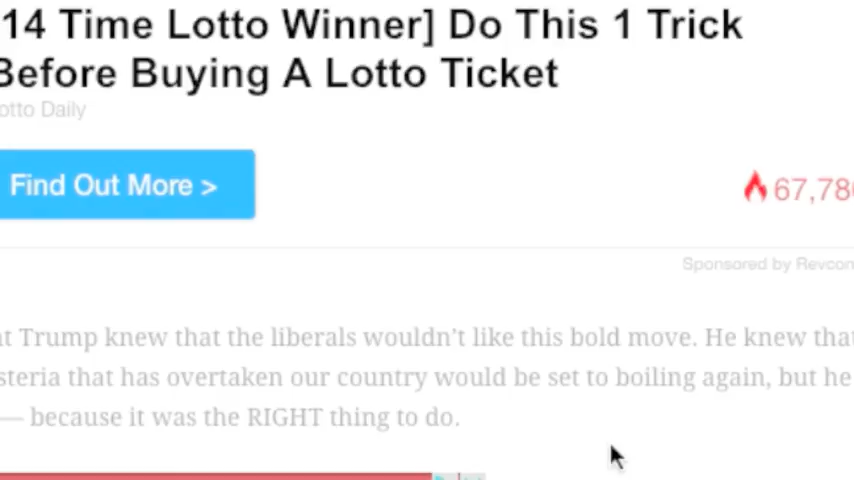 14 Time Lotto Winner] Do This 1 Trick
Before Buying A Lotto Ticket
otto Daily
Find Out More >
67,78
Sponsored by Revcon
Trump knew that the liberals wouldn't like this bold move. He knew that
steria that has overtaken our country would be set to boiling again, but he
— because it was the RIGHT thing to do.